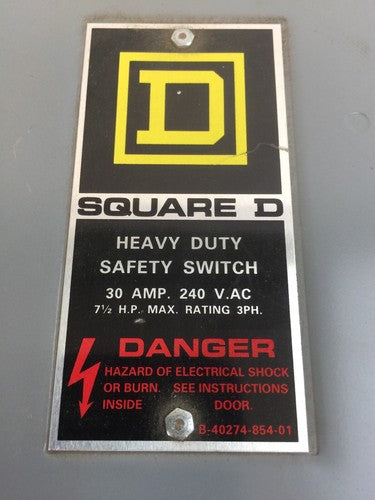 D
SQUARE D
HEAVY DUTY
SAFETY SWITCH
30 AMP. 240 V.AC
7½ H.P. MAX. RATING 3PH.
DANGER
HAZARD OF ELECTRICAL SHOCK
OR BURN. SEE INSTRUCTIONS
INSIDE DOOR.
B-40274-854-01